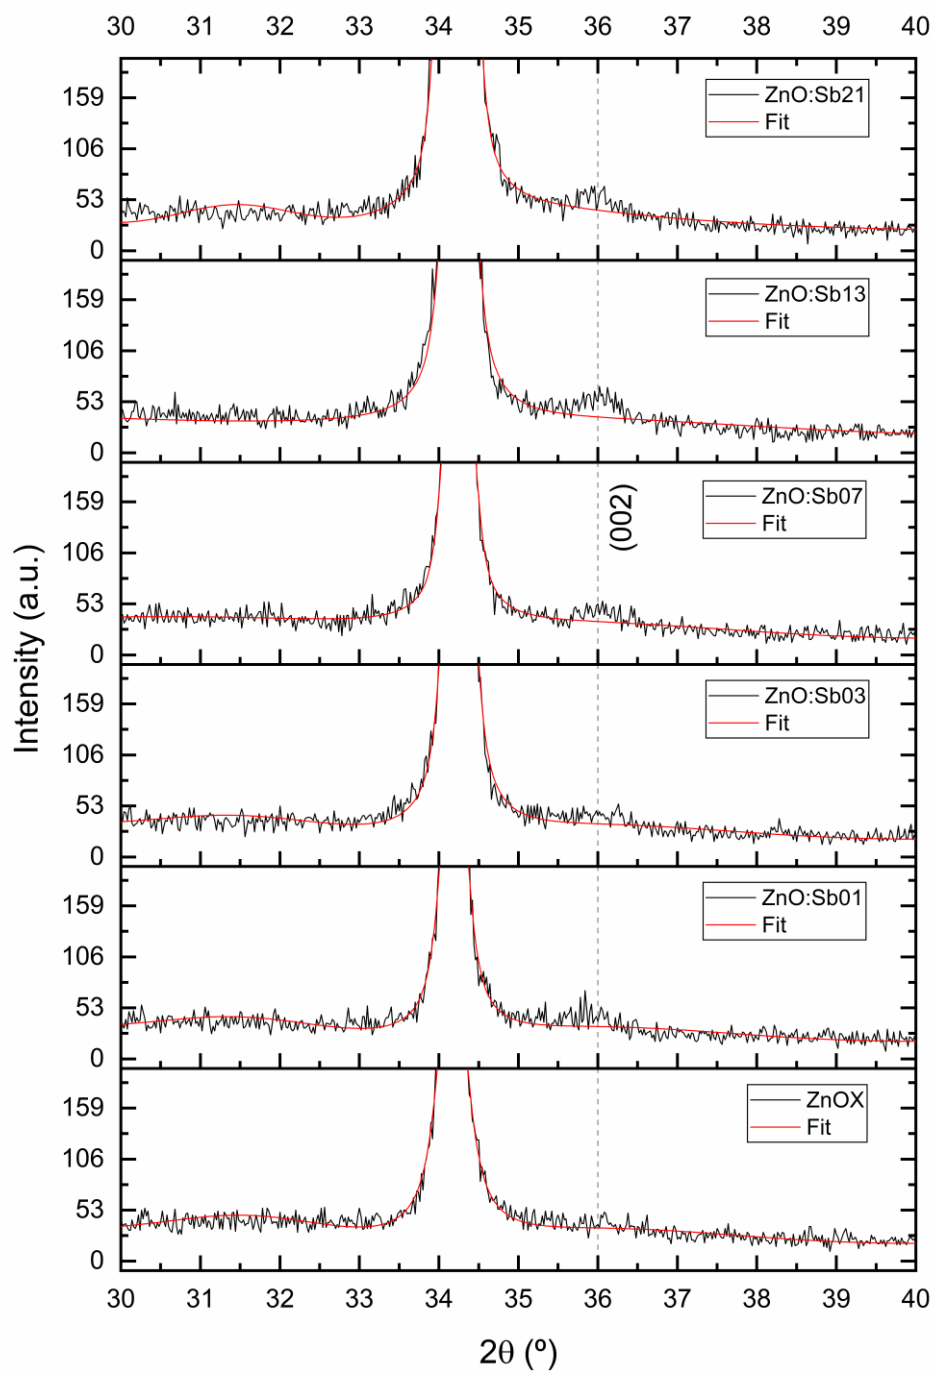 30 31 32 33 34 35 36 37 38 39 40
159
106
53
0
ZnO:Sb21
Fit
159
106
53
0
ZnO:Sb13
Fit
159
106
53
0
(002)
ZnO:Sb07
Fit
159
106
53
0
ZnO:Sb03
Fit
159
106
53
0
ZnO:Sb01
Fit
159
106
53
0
ZnOX
Fit
Intensity (a.u.)
30 31 32 33 34 35 36 37 38 39 40
2θ (º)